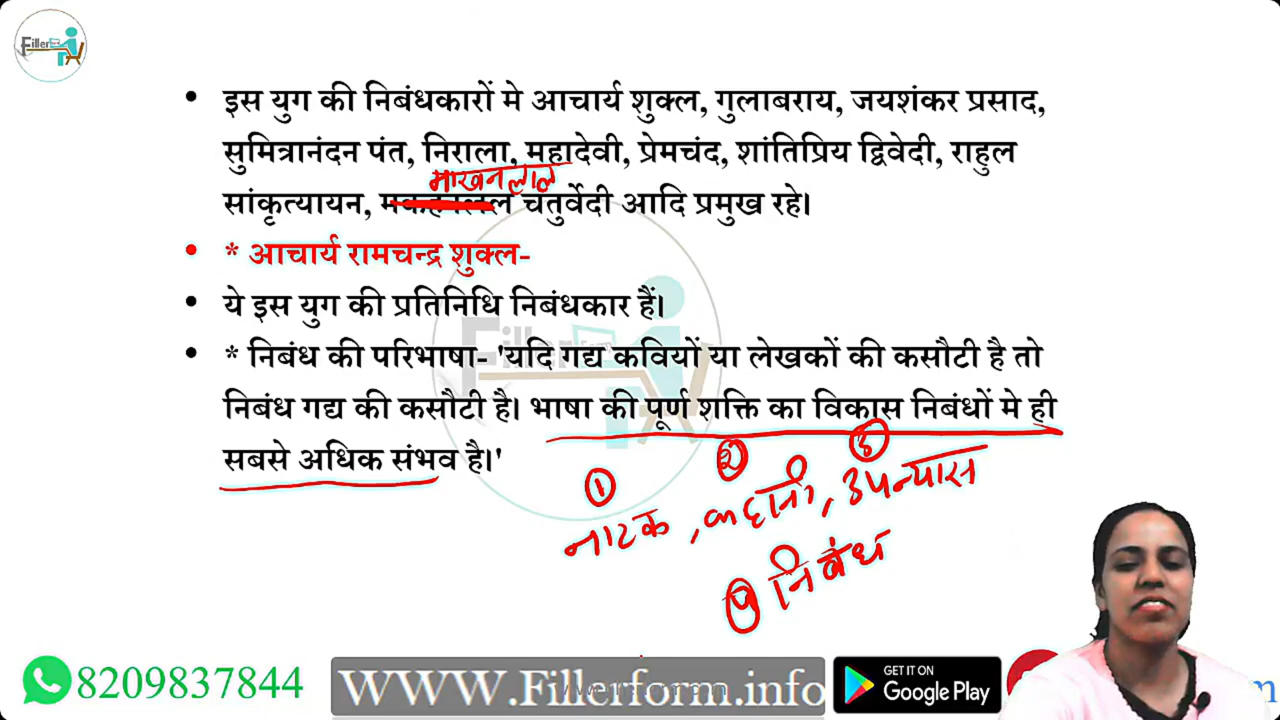 Fillerform
इस युग की निबंधकारों मे आचार्य शुक्ल, गुलाबराय, जयशंकर प्रसाद,
सुमित्रानंदन पंत, निराला, महादेवी, प्रेमचंद, शांतिप्रिय द्विवेदी, राहुल
माखनलाल
सांकृत्यायन, चतुर्वेदी आदि प्रमुख रहे।
* आचार्य रामचन्द्र शुक्ल-
ये इस युग की प्रतिनिधि निबंधकार हैं।
* निबंध की परिभाषा- 'यदि गद्य कवियों या लेखकों की कसौटी है तो
निबंध गद्य की कसौटी है। भाषा की पूर्ण शक्ति का विकास निबंधों मे ही
सबसे अधिक संभव है।'
① ② ③
नाटक, कहानी, उपन्यास
निबंध
8209837844
WWW.Fillerform.info
GET IT ON
Google Play